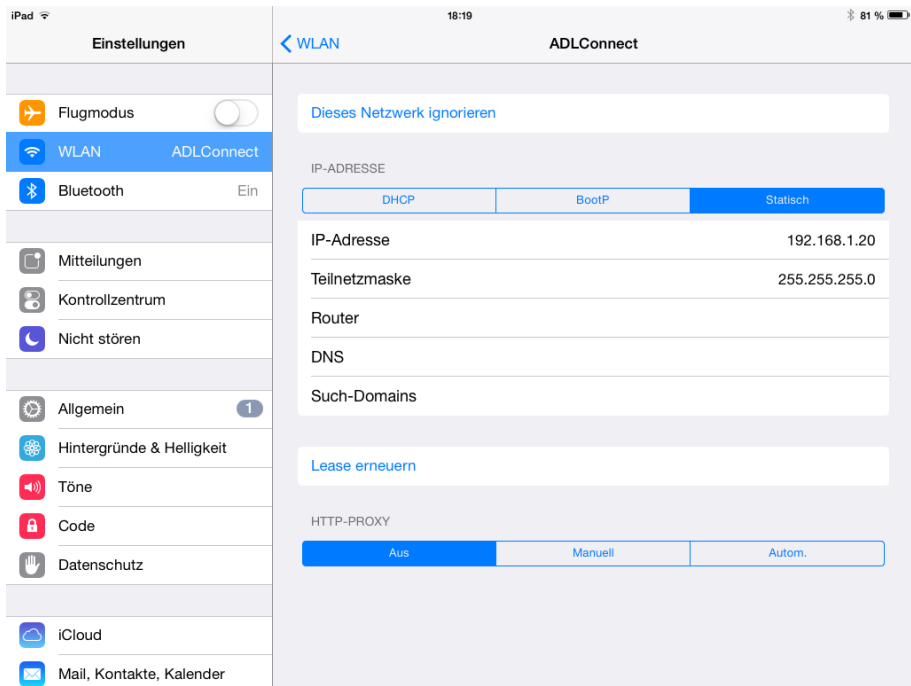 iPad 18:19 81 %
Einstellungen
WLAN ADLConnect
Flugmodus
WLAN ADLConnect
Bluetooth Ein
Mitteilungen
Kontrollzentrum
Nicht stören
Allgemein 1
Hintergründe & Helligkeit
Töne
Code
Datenschutz
iCloud
Mail, Kontakte, Kalender
Dieses Netzwerk ignorieren
IP-ADRESSE
DHCP BootP Statisch
IP-Adresse 192.168.1.20
Teilnetzmaske 255.255.255.0
Router
DNS
Such-Domains
Lease erneuern
HTTP-PROXY
Aus Manuell Autom.